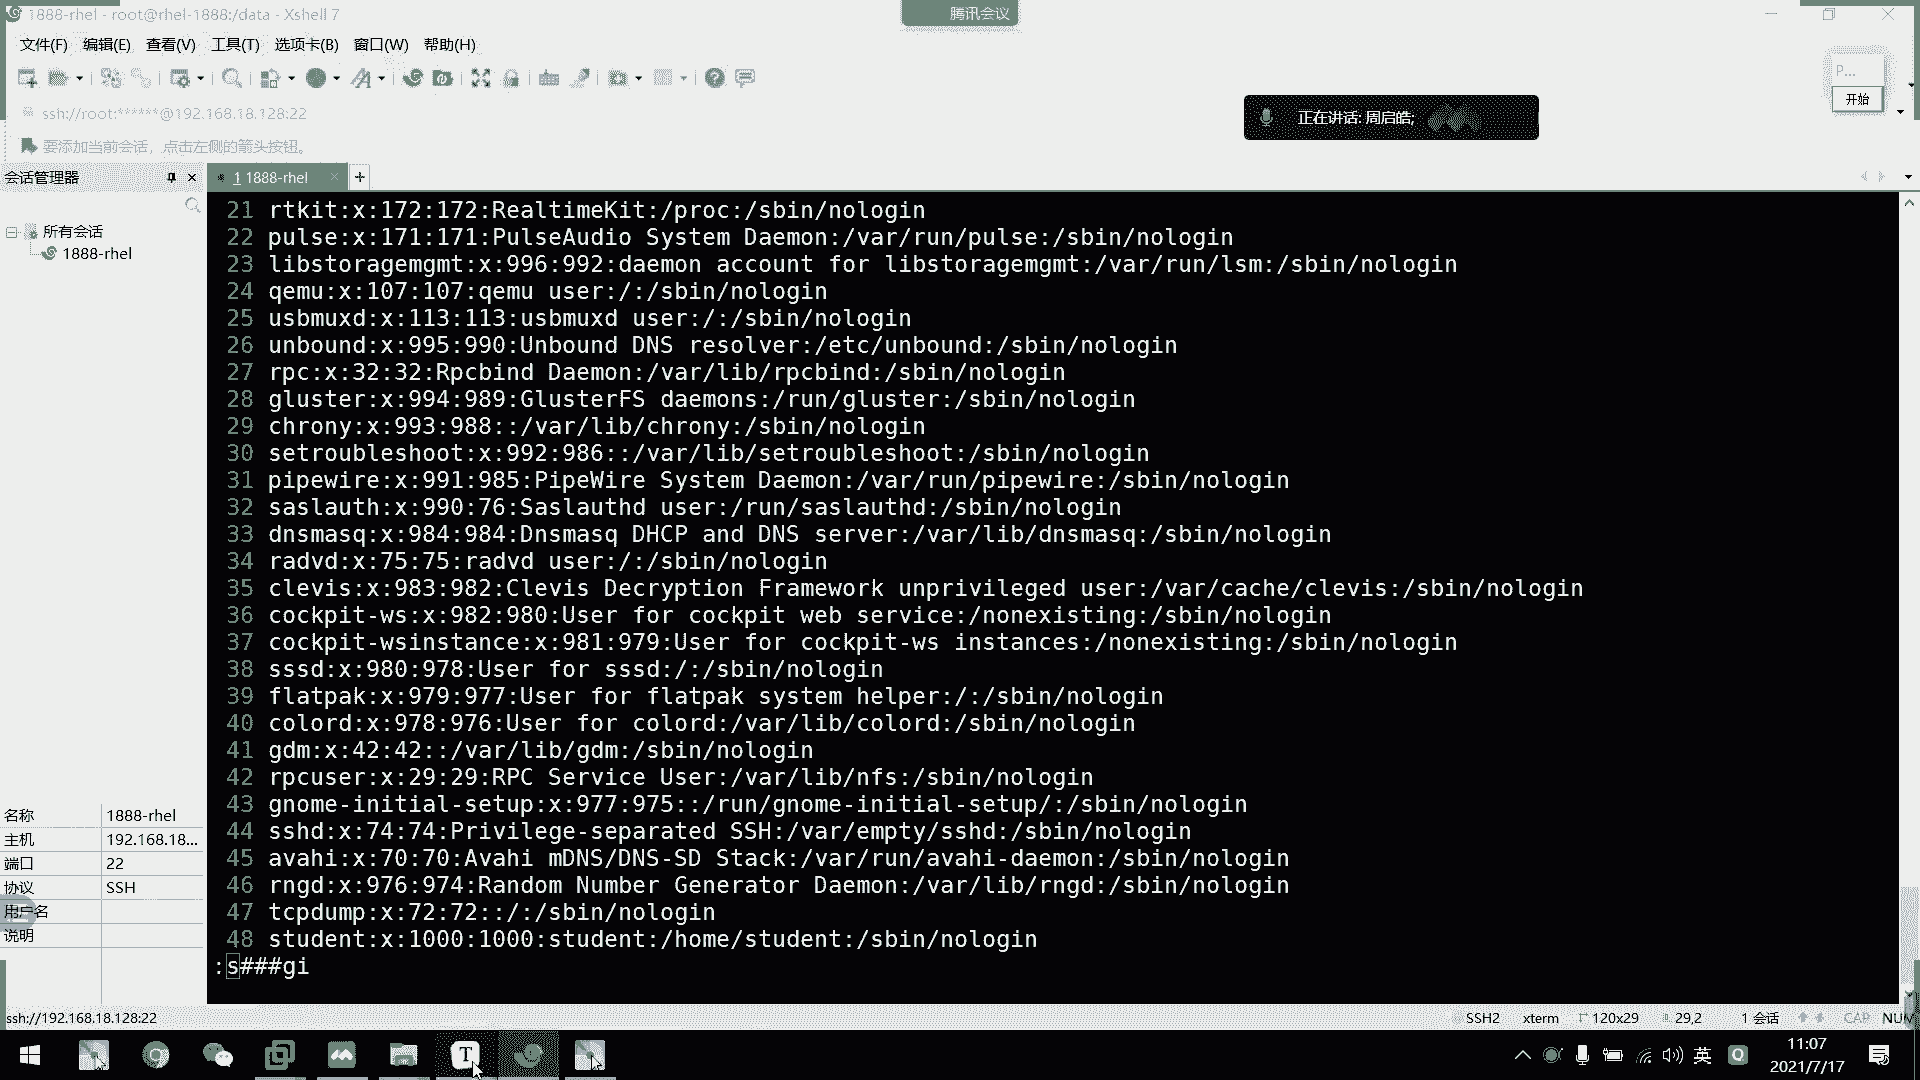 1888-rhel - root@rhel-1888:/data - Xshell 7
腾讯会议
文件(F) 编辑(E) 查看(V) 工具(T) 选项卡(B) 窗口(W) 帮助(H)
P...
开始
ssh://root:******@192.168.18.128:22
正在讲话: 周启皓;
要添加当前会话，点击左侧的箭头按钮。
会话管理器
1 1888-rhel
所有会话
1888-rhel
21 rtkit:x:172:172:RealtimeKit:/proc:/sbin/nologin
22 pulse:x:171:171:PulseAudio System Daemon:/var/run/pulse:/sbin/nologin
23 libstoragemgmt:x:996:992:daemon account for libstoragemgmt:/var/run/lsm:/sbin/nologin
24 qemu:x:107:107:qemu user:/:/sbin/nologin
25 usbmuxd:x:113:113:usbmuxd user:/:/sbin/nologin
26 unbound:x:995:990:Unbound DNS resolver:/etc/unbound:/sbin/nologin
27 rpc:x:32:32:Rpcbind Daemon:/var/lib/rpcbind:/sbin/nologin
28 gluster:x:994:989:GlusterFS daemons:/run/gluster:/sbin/nologin
29 chrony:x:993:988::/var/lib/chrony:/sbin/nologin
30 setroubleshoot:x:992:986::/var/lib/setroubleshoot:/sbin/nologin
31 pipewire:x:991:985:PipeWire System Daemon:/var/run/pipewire:/sbin/nologin
32 saslauth:x:990:76:Saslauthd user:/run/saslauthd:/sbin/nologin
33 dnsmasq:x:984:984:Dnsmasq DHCP and DNS server:/var/lib/dnsmasq:/sbin/nologin
34 radvd:x:75:75:radvd user:/:/sbin/nologin
35 clevis:x:983:982:Clevis Decryption Framework unprivileged user:/var/cache/clevis:/sbin/nologin
36 cockpit-ws:x:982:980:User for cockpit web service:/nonexisting:/sbin/nologin
37 cockpit-wsinstance:x:981:979:User for cockpit-ws instances:/nonexisting:/sbin/nologin
38 sssd:x:980:978:User for sssd:/:/sbin/nologin
39 flatpak:x:979:977:User for flatpak system helper:/:/sbin/nologin
40 colord:x:978:976:User for colord:/var/lib/colord:/sbin/nologin
41 gdm:x:42:42::/var/lib/gdm:/sbin/nologin
42 rpcuser:x:29:29:RPC Service User:/var/lib/nfs:/sbin/nologin
43 gnome-initial-setup:x:977:975::/run/gnome-initial-setup/:/sbin/nologin
44 sshd:x:74:74:Privilege-separated SSH:/var/empty/sshd:/sbin/nologin
45 avahi:x:70:70:Avahi mDNS/DNS-SD Stack:/var/run/avahi-daemon:/sbin/nologin
46 rngd:x:976:974:Random Number Generator Daemon:/var/lib/rngd:/sbin/nologin
47 tcpdump:x:72:72::/:/sbin/nologin
48 student:x:1000:1000:student:/home/student:/sbin/nologin
:s###gi
名称 1888-rhel
主机 192.168.18...
端口 22
协议 SSH
用户名
说明
ssh://192.168.18.128:22
SSH2 xterm 120x29 29,2 1 会话 CAP NUM
英
11:07
2021/7/17